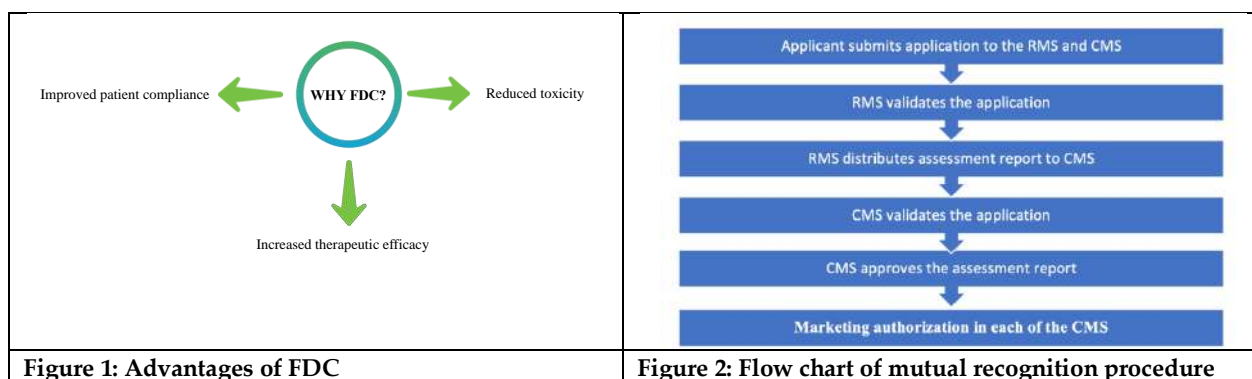 WHY FDC?
Improved patient compliance
Reduced toxicity
Increased therapeutic efficacy
Figure 1: Advantages of FDC
Applicant submits application to the RMS and CMS
RMS validates the application
RMS distributes assessment report to CMS
CMS validates the application
CMS approves the assessment report
Marketing authorization in each of the CMS
Figure 2: Flow chart of mutual recognition procedure